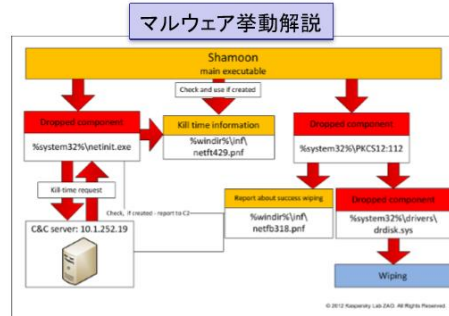 マルウェア挙動解説
Shamoon
main executable
Check and use if created
Dropped component
%system32%\netinit.exe
Kill time information
%windir%\inf\
netft429.pnf
Dropped component
%system32%\PKCS12:112
Kill-time request
Check, if created - report to C2
Report about success wiping
%windir%\inf\
netfb318.pnf
Dropped component
%system32%\drivers\
drdisk.sys
C&C server: 10.1.252.19
Wiping
© 2012 Kaspersky Lab ZAO. All Rights Reserved.